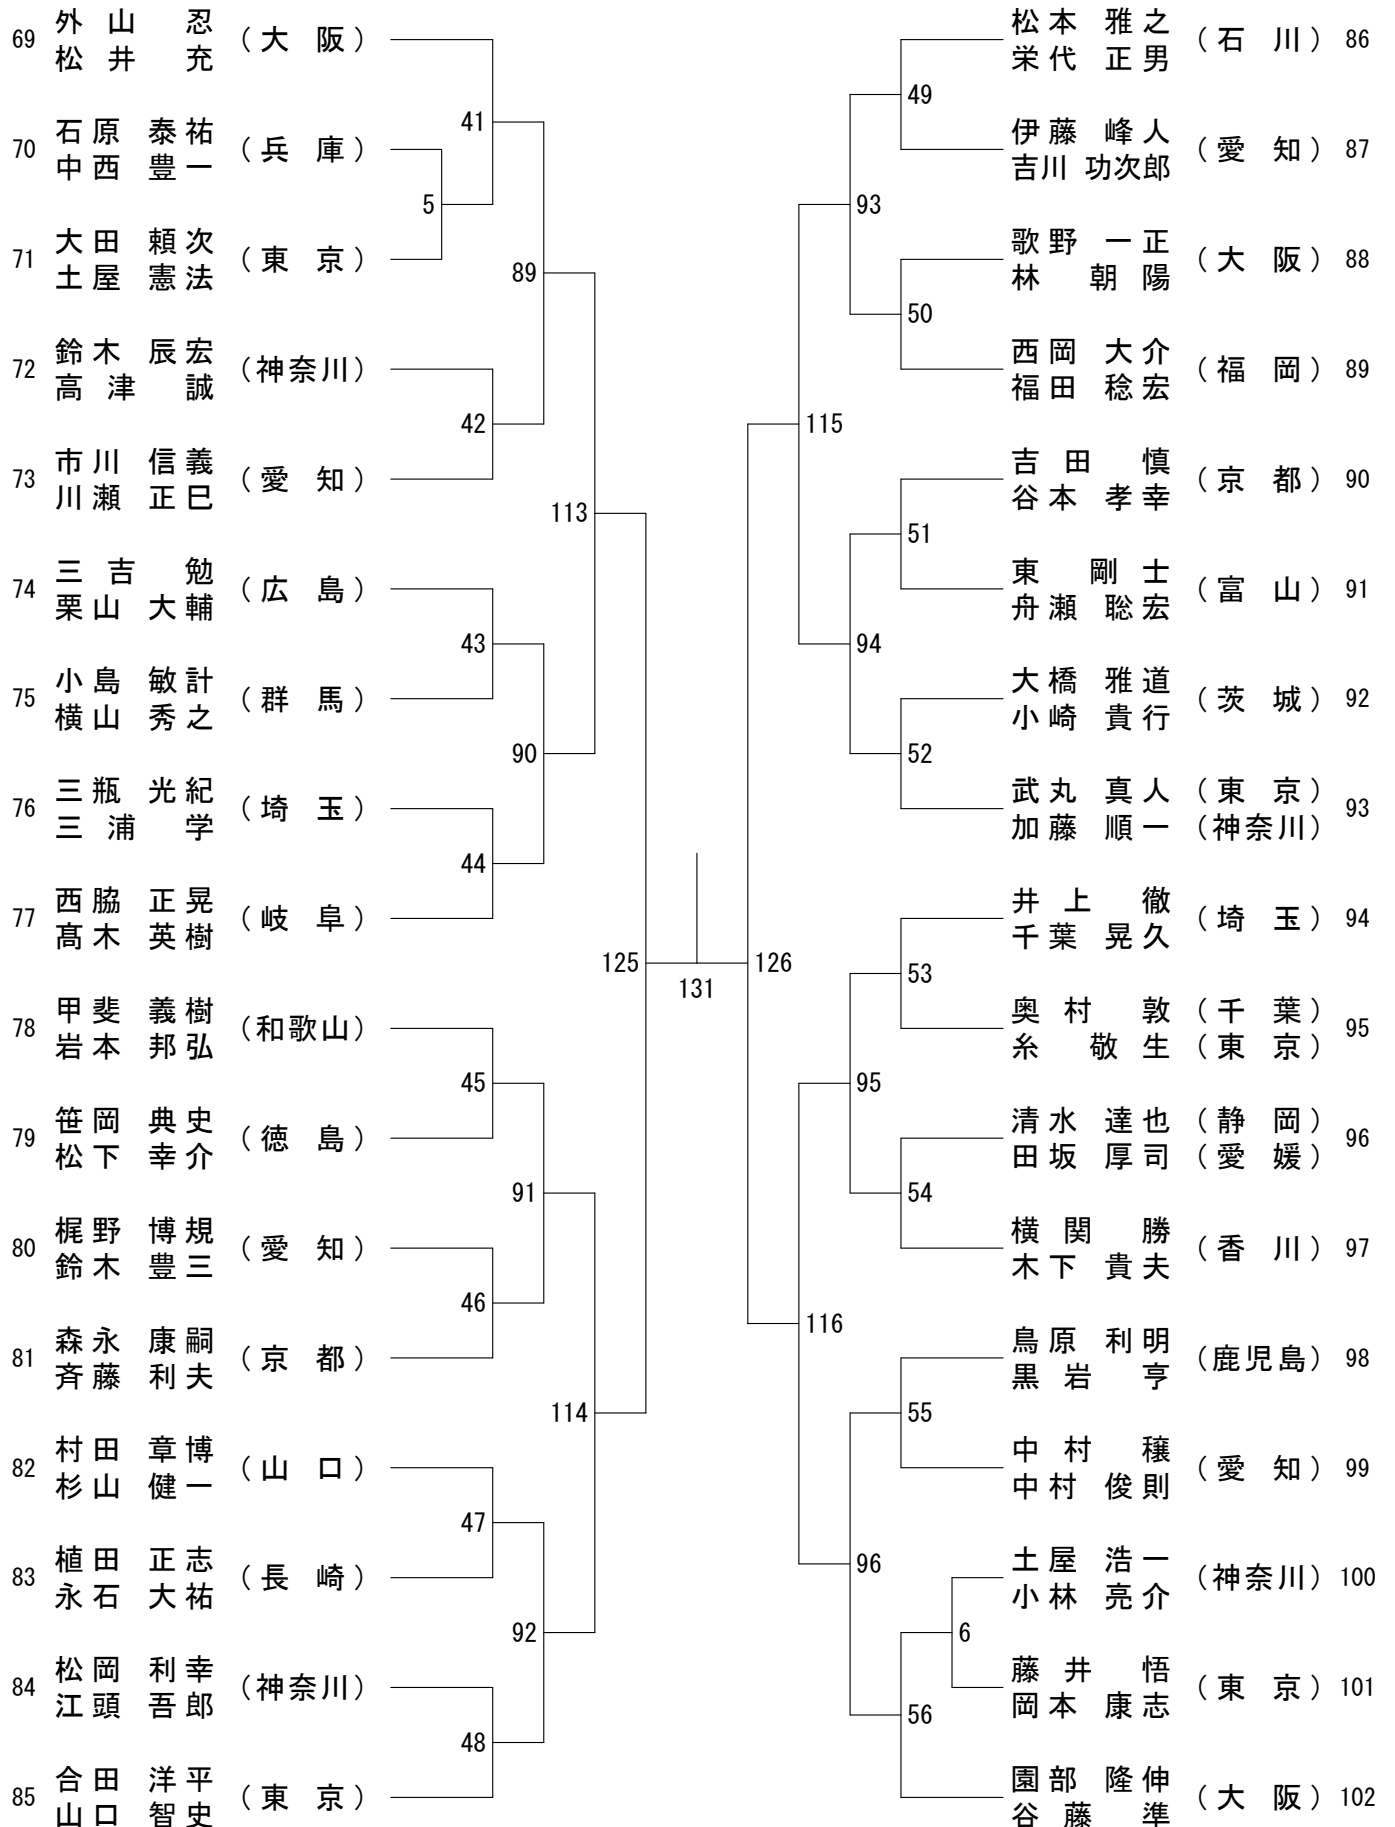 69 外山 忍 (大阪)
松井 充
70 石原 泰祐 (兵庫)
中西 豊一
71 大田 頼次 (東京)
土屋 憲法
72 鈴木 辰宏 (神奈川)
高津 誠
73 市川 信義 (愛知)
川瀬 正巳
74 三吉 勉 (広島)
栗山 大輔
75 小島 敏計 (群馬)
横山 秀之
76 三瓶 光紀 (埼玉)
三浦 学
77 西脇 正晃 (岐阜)
髙木 英樹
78 甲斐 義樹 (和歌山)
岩本 邦弘
79 笹岡 典史 (徳島)
松下 幸介
80 梶野 博規 (愛知)
鈴木 豊三
81 森永 康嗣 (京都)
斉藤 利夫
82 村田 章博 (山口)
杉山 健一
83 植田 正志 (長崎)
永石 大祐
84 松岡 利幸 (神奈川)
江頭 吾郎
85 合田 洋平 (東京)
山口 智史
5
41
42
43
44
45
46
47
48
89
90
91
92
113
114
125
131
126
115
116
93
94
95
96
49
50
51
52
53
54
55
56
6
松本 雅之 (石川) 86
栄代 正男
伊藤 峰人 (愛知) 87
吉川 功次郎
歌野 一正 (大阪) 88
林 朝陽
西岡 大介 (福岡) 89
福田 稔宏
吉田 慎 (京都) 90
谷本 孝幸
東 剛士 (富山) 91
舟瀬 聡宏
大橋 雅道 (茨城) 92
小崎 貴行
武丸 真人 (東京) 93
加藤 順一 (神奈川)
井上 徹 (埼玉) 94
千葉 晃久
奥村 敦 (千葉) 95
糸 敬生 (東京)
清水 達也 (静岡) 96
田坂 厚司 (愛媛)
横関 勝 (香川) 97
木下 貴夫
鳥原 利明 (鹿児島) 98
黒岩 亨
中村 穣 (愛知) 99
中村 俊則
土屋 浩一 (神奈川) 100
小林 亮介
藤井 悟 (東京) 101
岡本 康志
園部 隆伸 (大阪) 102
谷藤 準